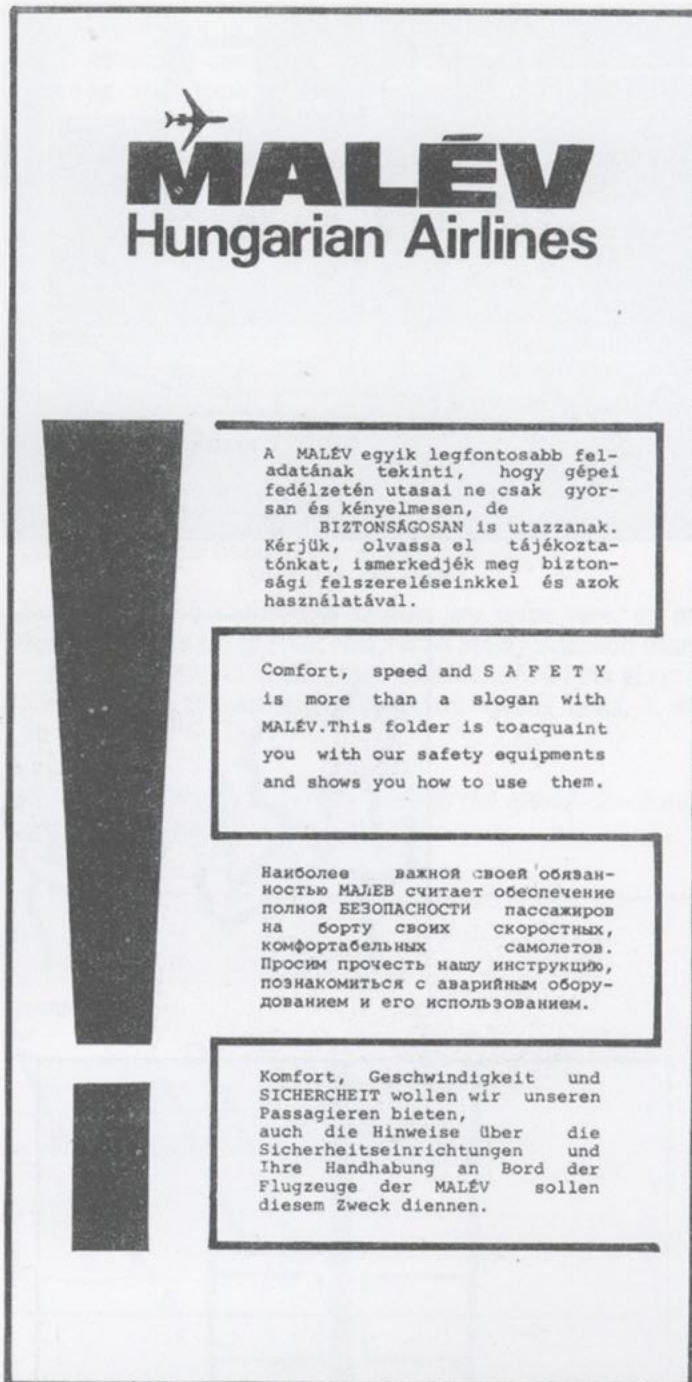 MALÉV
Hungarian Airlines
A MALÉV egyik legfontosabb fel-
adatának tekinti, hogy gépei
fedélzetén utasai ne csak gyor-
san és kényelmesen, de
BIZTONSÁGOSAN is utazzanak.
Kérjük, olvassa el tájékozta-
tónkat, ismerkedjék meg bizton-
sági felszereléseinkkel és azok
használatával.
Comfort, speed and S A F E T Y
is more than a slogan with
MALÉV.This folder is toacquaint
you with our safety equipments
and shows you how to use them.
Наиболее важной своей обязан-
ностью МАЛЕВ считает обеспечение
полной БЕЗОПАСНОСТИ пассажиров
на борту своих скоростных,
комфортабельных самолетов.
Просим прочесть нашу инструкцию,
познакомиться с аварийным обору-
дованием и его использованием.
Komfort, Geschwindigkeit und
SICHERCHEIT wollen wir unseren
Passagieren bieten,
auch die Hinweise über die
Sicherheitseinrichtungen und
Ihre Handhabung an Bord der
Flugzeuge der MALÉV sollen
diesem Zweck diennen.